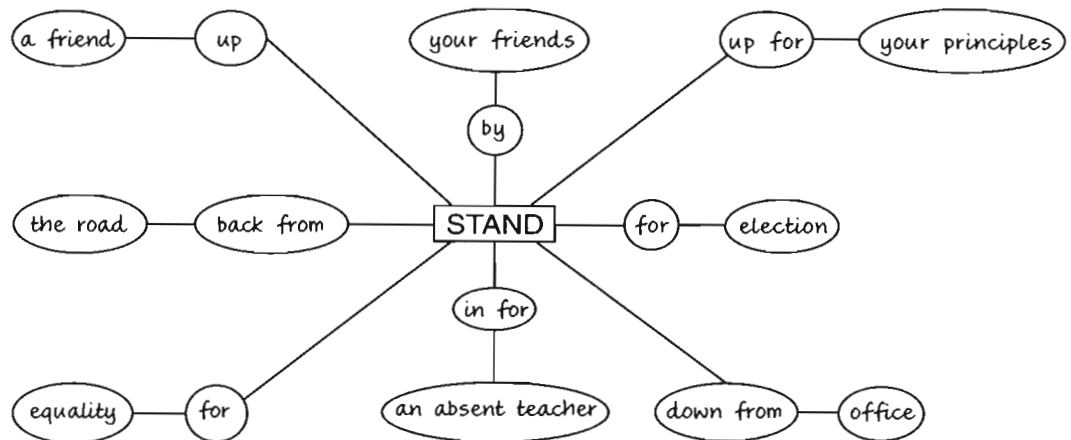 a friend
up
your friends
up for
your principles
by
the road
back from
STAND
for
election
in for
equality
for
an absent teacher
down from
office